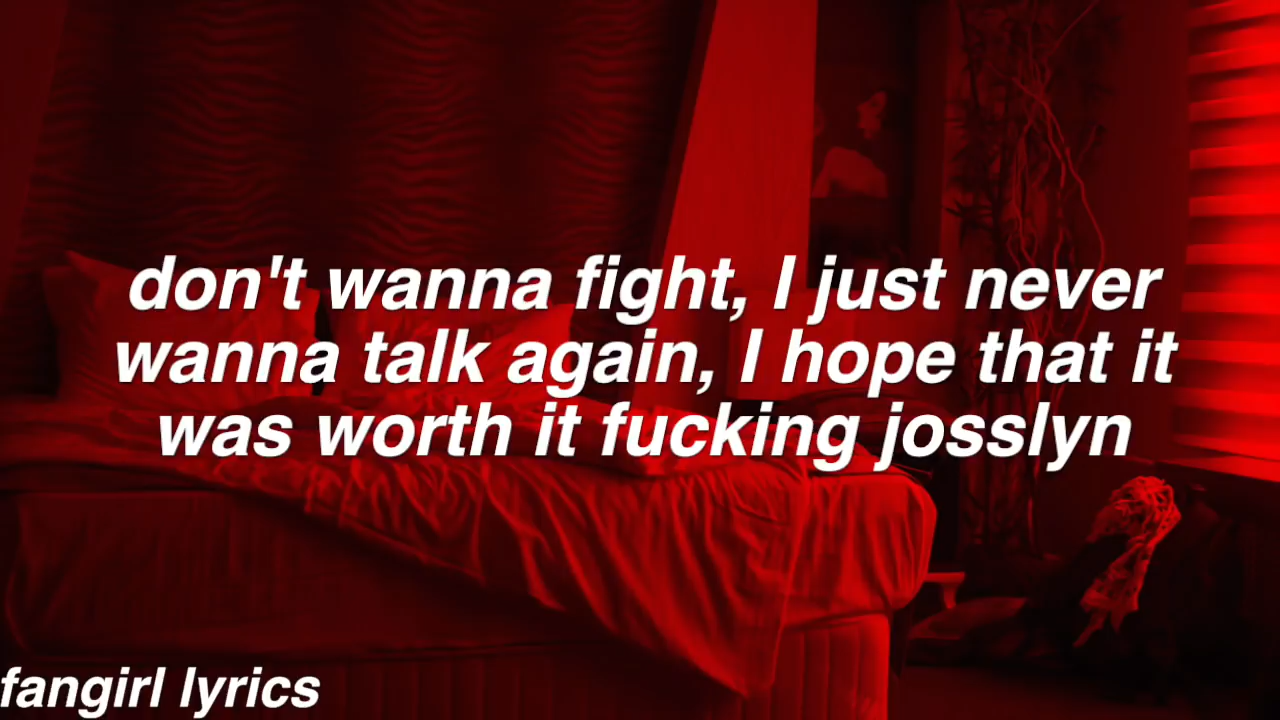 don't wanna fight, I just never
wanna talk again, I hope that it
was worth it fucking josslyn
fangirl lyrics